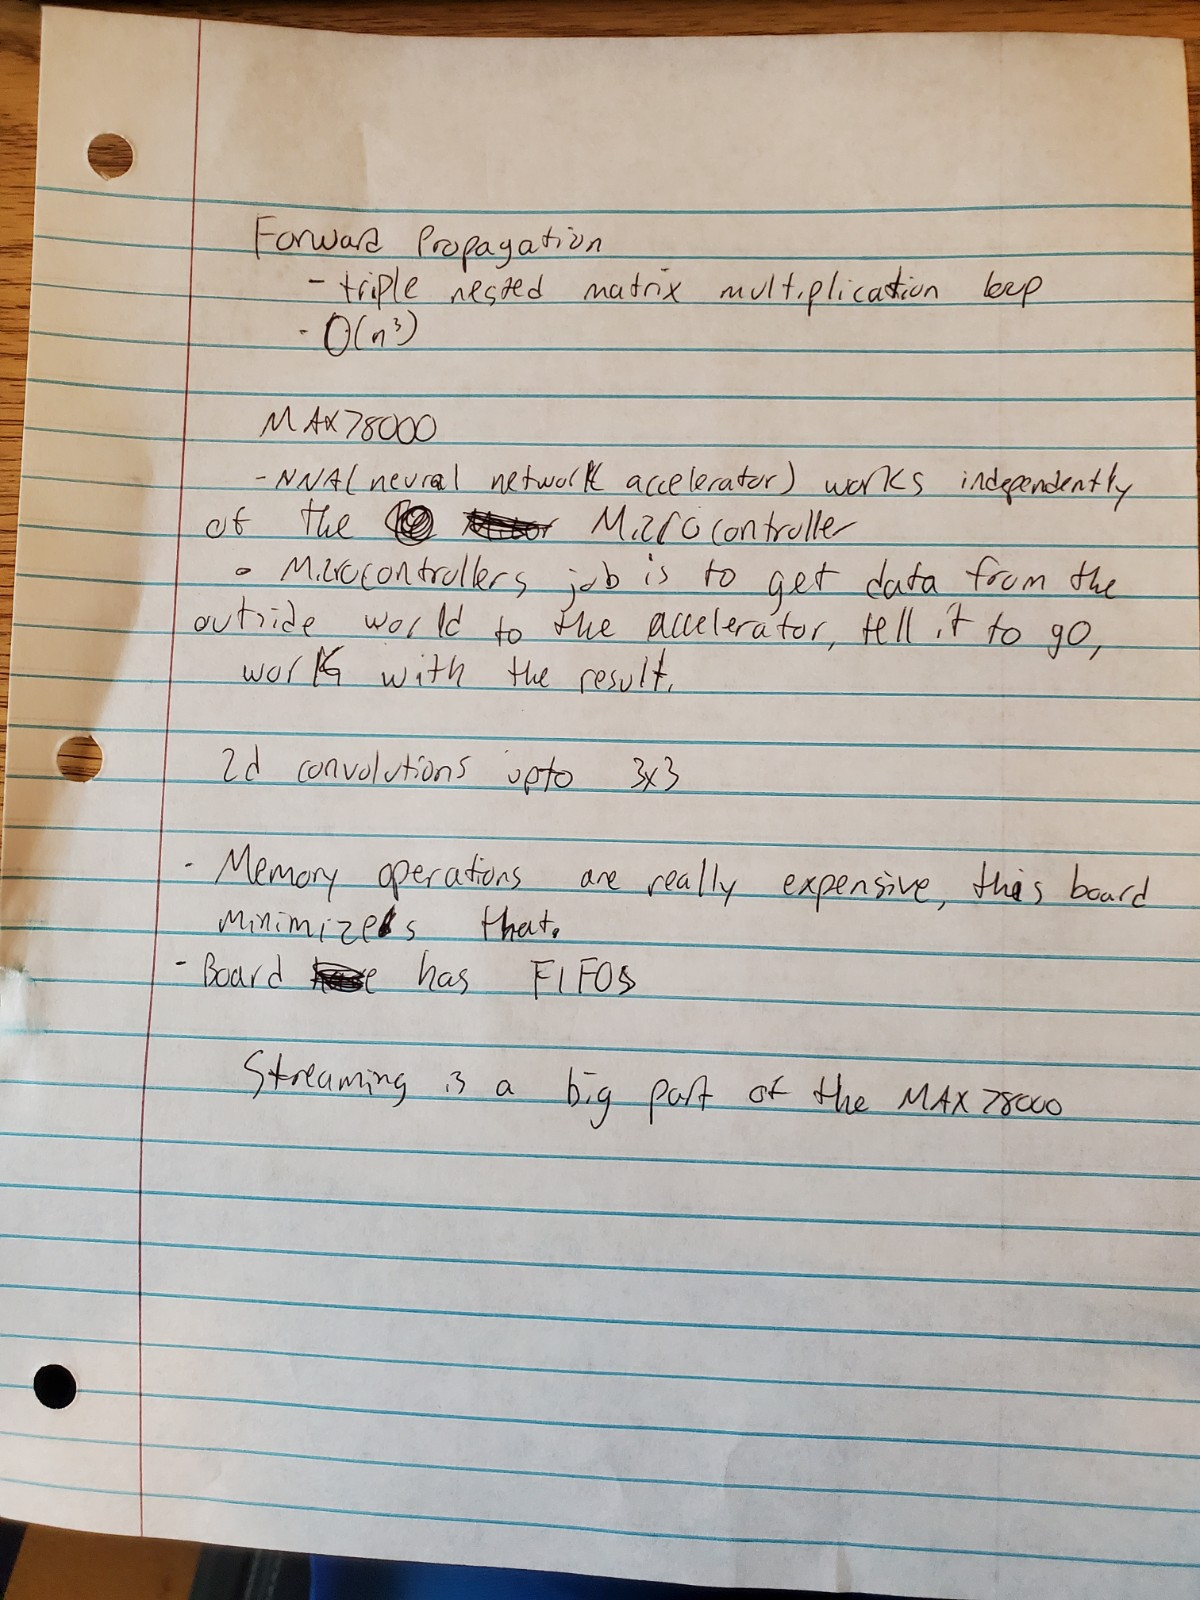 Forward Propagation
- triple nested matrix multiplication loop
- O(n³)
MAX78000
- NNA (neural network accelerator) works independently
of the Microcontroller
• Microcontrollers job is to get data from the
outside world to the accelerator, tell it to go,
work with the result.
2d convolutions upto 3x3
- Memory operations are really expensive, this board
minimizes that.
- Board has FIFOs
Streaming is a big part of the MAX78000